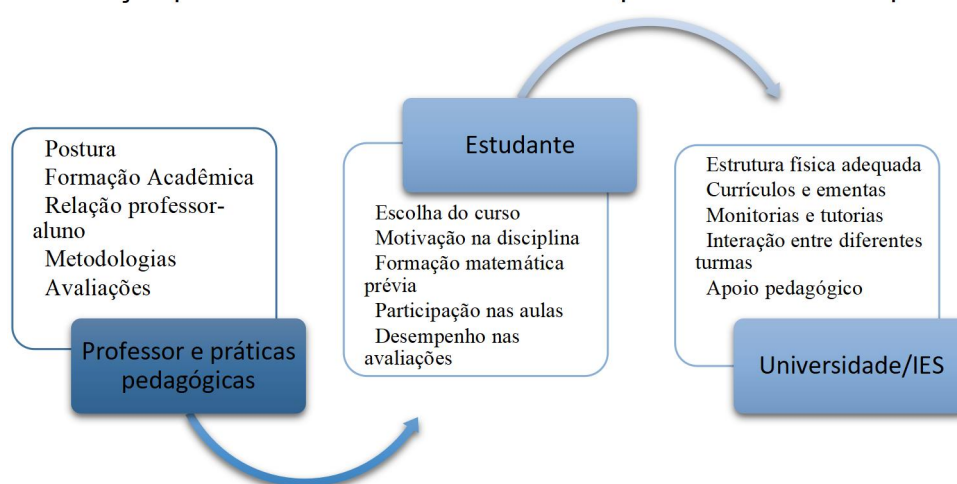 Postura
Formação Acadêmica
Relação professor-
aluno
Metodologias
Avaliações
Professor e práticas
pedagógicas
Estudante
Escolha do curso
Motivação na disciplina
Formação matemática
prévia
Participação nas aulas
Desempenho nas
avaliações
Estrutura física adequada
Currículos e ementas
Monitorias e tutorias
Interação entre diferentes
turmas
Apoio pedagógico
Universidade/IES